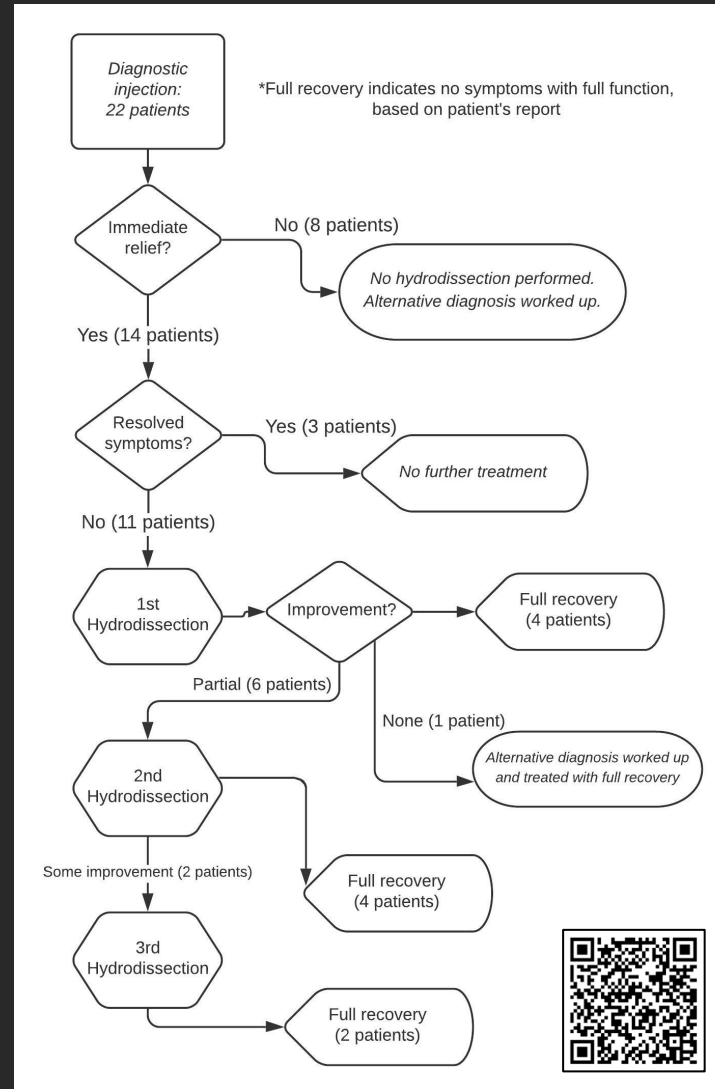 Diagnostic
injection:
22 patients
*Full recovery indicates no symptoms with full function,
based on patient's report
Immediate
relief?
No (8 patients)
No hydrodissection performed.
Alternative diagnosis worked up.
Yes (14 patients)
Resolved
symptoms?
Yes (3 patients)
No further treatment
No (11 patients)
1st
Hydrodissection
Improvement?
Full recovery
(4 patients)
Partial (6 patients)
None (1 patient)
Alternative diagnosis worked up
and treated with full recovery
2nd
Hydrodissection
Some improvement (2 patients)
Full recovery
(4 patients)
3rd
Hydrodissection
Full recovery
(2 patients)